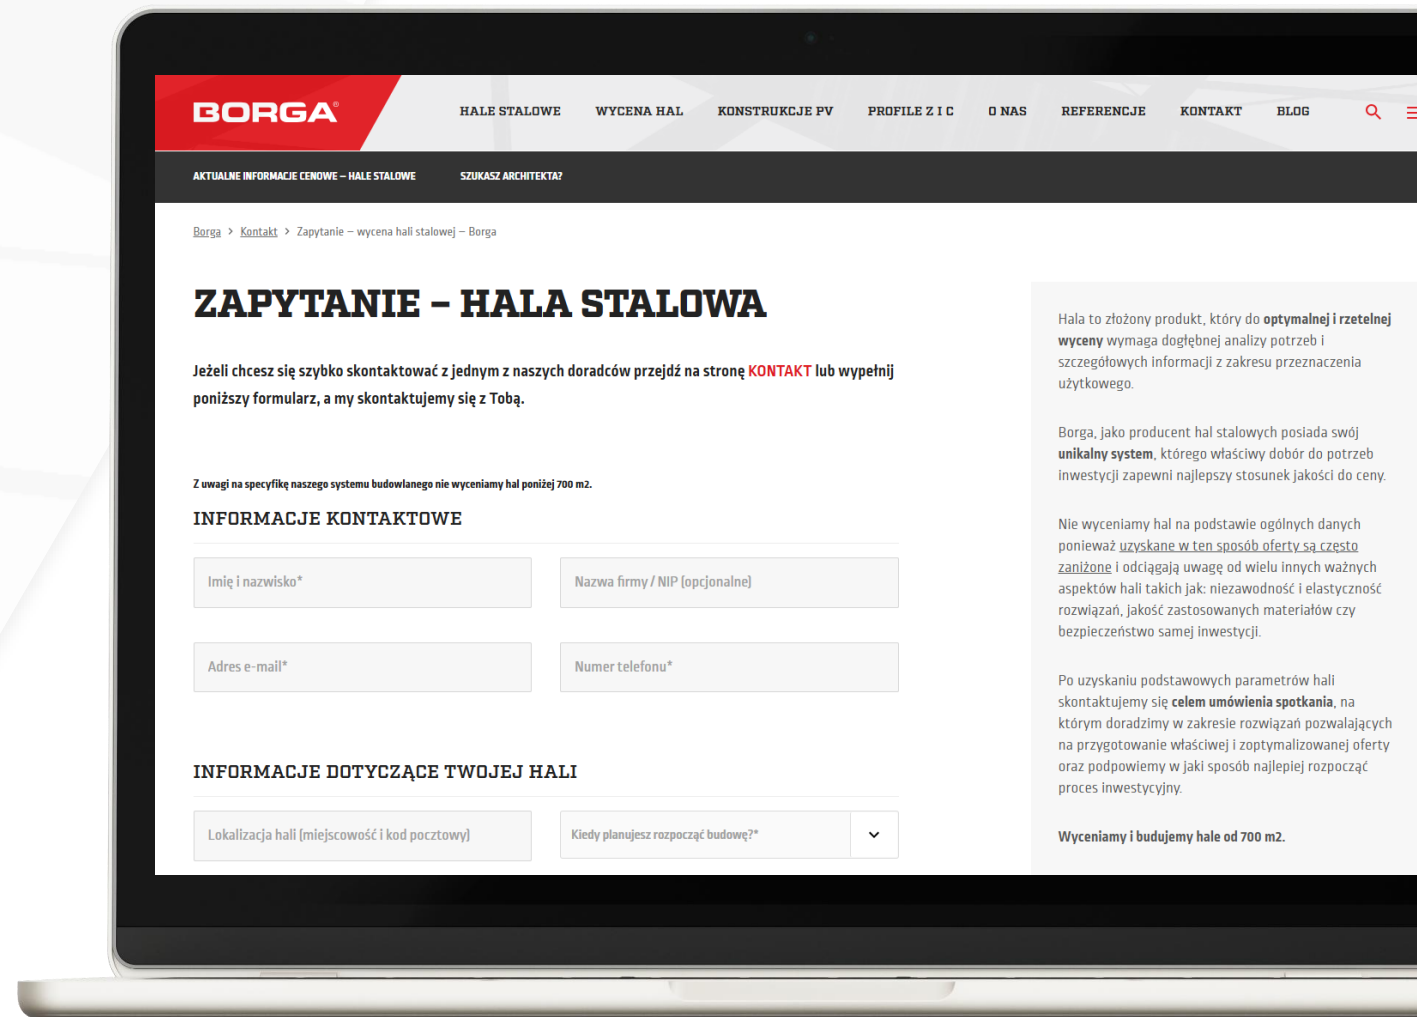 BORGA®
HALE STALOWE WYCENA HAL KONSTRUKCJE PV PROFILE Z I C O NAS REFERENCJE KONTAKT BLOG
AKTUALNE INFORMACJE CENOWE – HALE STALOWE SZUKASZ ARCHITEKTA?
Borga > Kontakt > Zapytanie – wycena hali stalowej – Borga
ZAPYTANIE – HALA STALOWA
Jeżeli chcesz się szybko skontaktować z jednym z naszych doradców przejdź na stronę KONTAKT lub wypełnij
poniższy formularz, a my skontaktujemy się z Tobą.
Z uwagi na specyfikę naszego systemu budowlanego nie wyceniamy hal poniżej 700 m2.
INFORMACJE KONTAKTOWE
Imię i nazwisko*
Nazwa firmy / NIP (opcjonalne)
Adres e-mail*
Numer telefonu*
INFORMACJE DOTYCZĄCE TWOJEJ HALI
Lokalizacja hali (miejscowość i kod pocztowy)
Kiedy planujesz rozpocząć budowę?*
Hala to złożony produkt, który do optymalnej i rzetelnej
wyceny wymaga dogłębnej analizy potrzeb i
szczegółowych informacji z zakresu przeznaczenia
użytkowego.
Borga, jako producent hal stalowych posiada swój
unikalny system, którego właściwy dobór do potrzeb
inwestycji zapewni najlepszy stosunek jakości do ceny.
Nie wyceniamy hal na podstawie ogólnych danych
ponieważ uzyskane w ten sposób oferty są często
zaniżone i odciągają uwagę od wielu innych ważnych
aspektów hali takich jak: niezawodność i elastyczność
rozwiązań, jakość zastosowanych materiałów czy
bezpieczeństwo samej inwestycji.
Po uzyskaniu podstawowych parametrów hali
skontaktujemy się celem umówienia spotkania, na
którym doradzimy w zakresie rozwiązań pozwalających
na przygotowanie właściwej i zoptymalizowanej oferty
oraz podpowiemy w jaki sposób najlepiej rozpocząć
proces inwestycyjny.
Wyceniamy i budujemy hale od 700 m2.